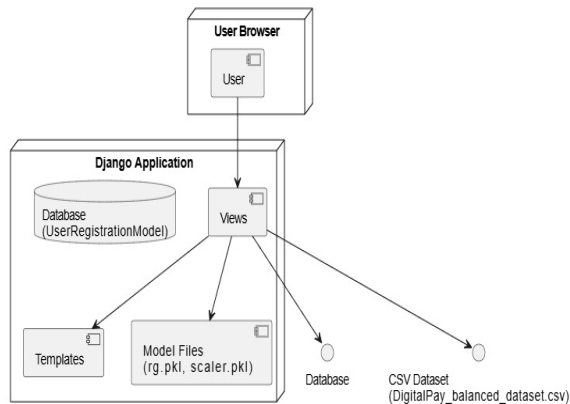 User Browser
User
Django Application
Database
(UserRegistrationModel)
Views
Templates
Model Files
(rg.pkl, scaler.pkl)
Database
CSV Dataset
(DigitalPay_balanced_dataset.csv)